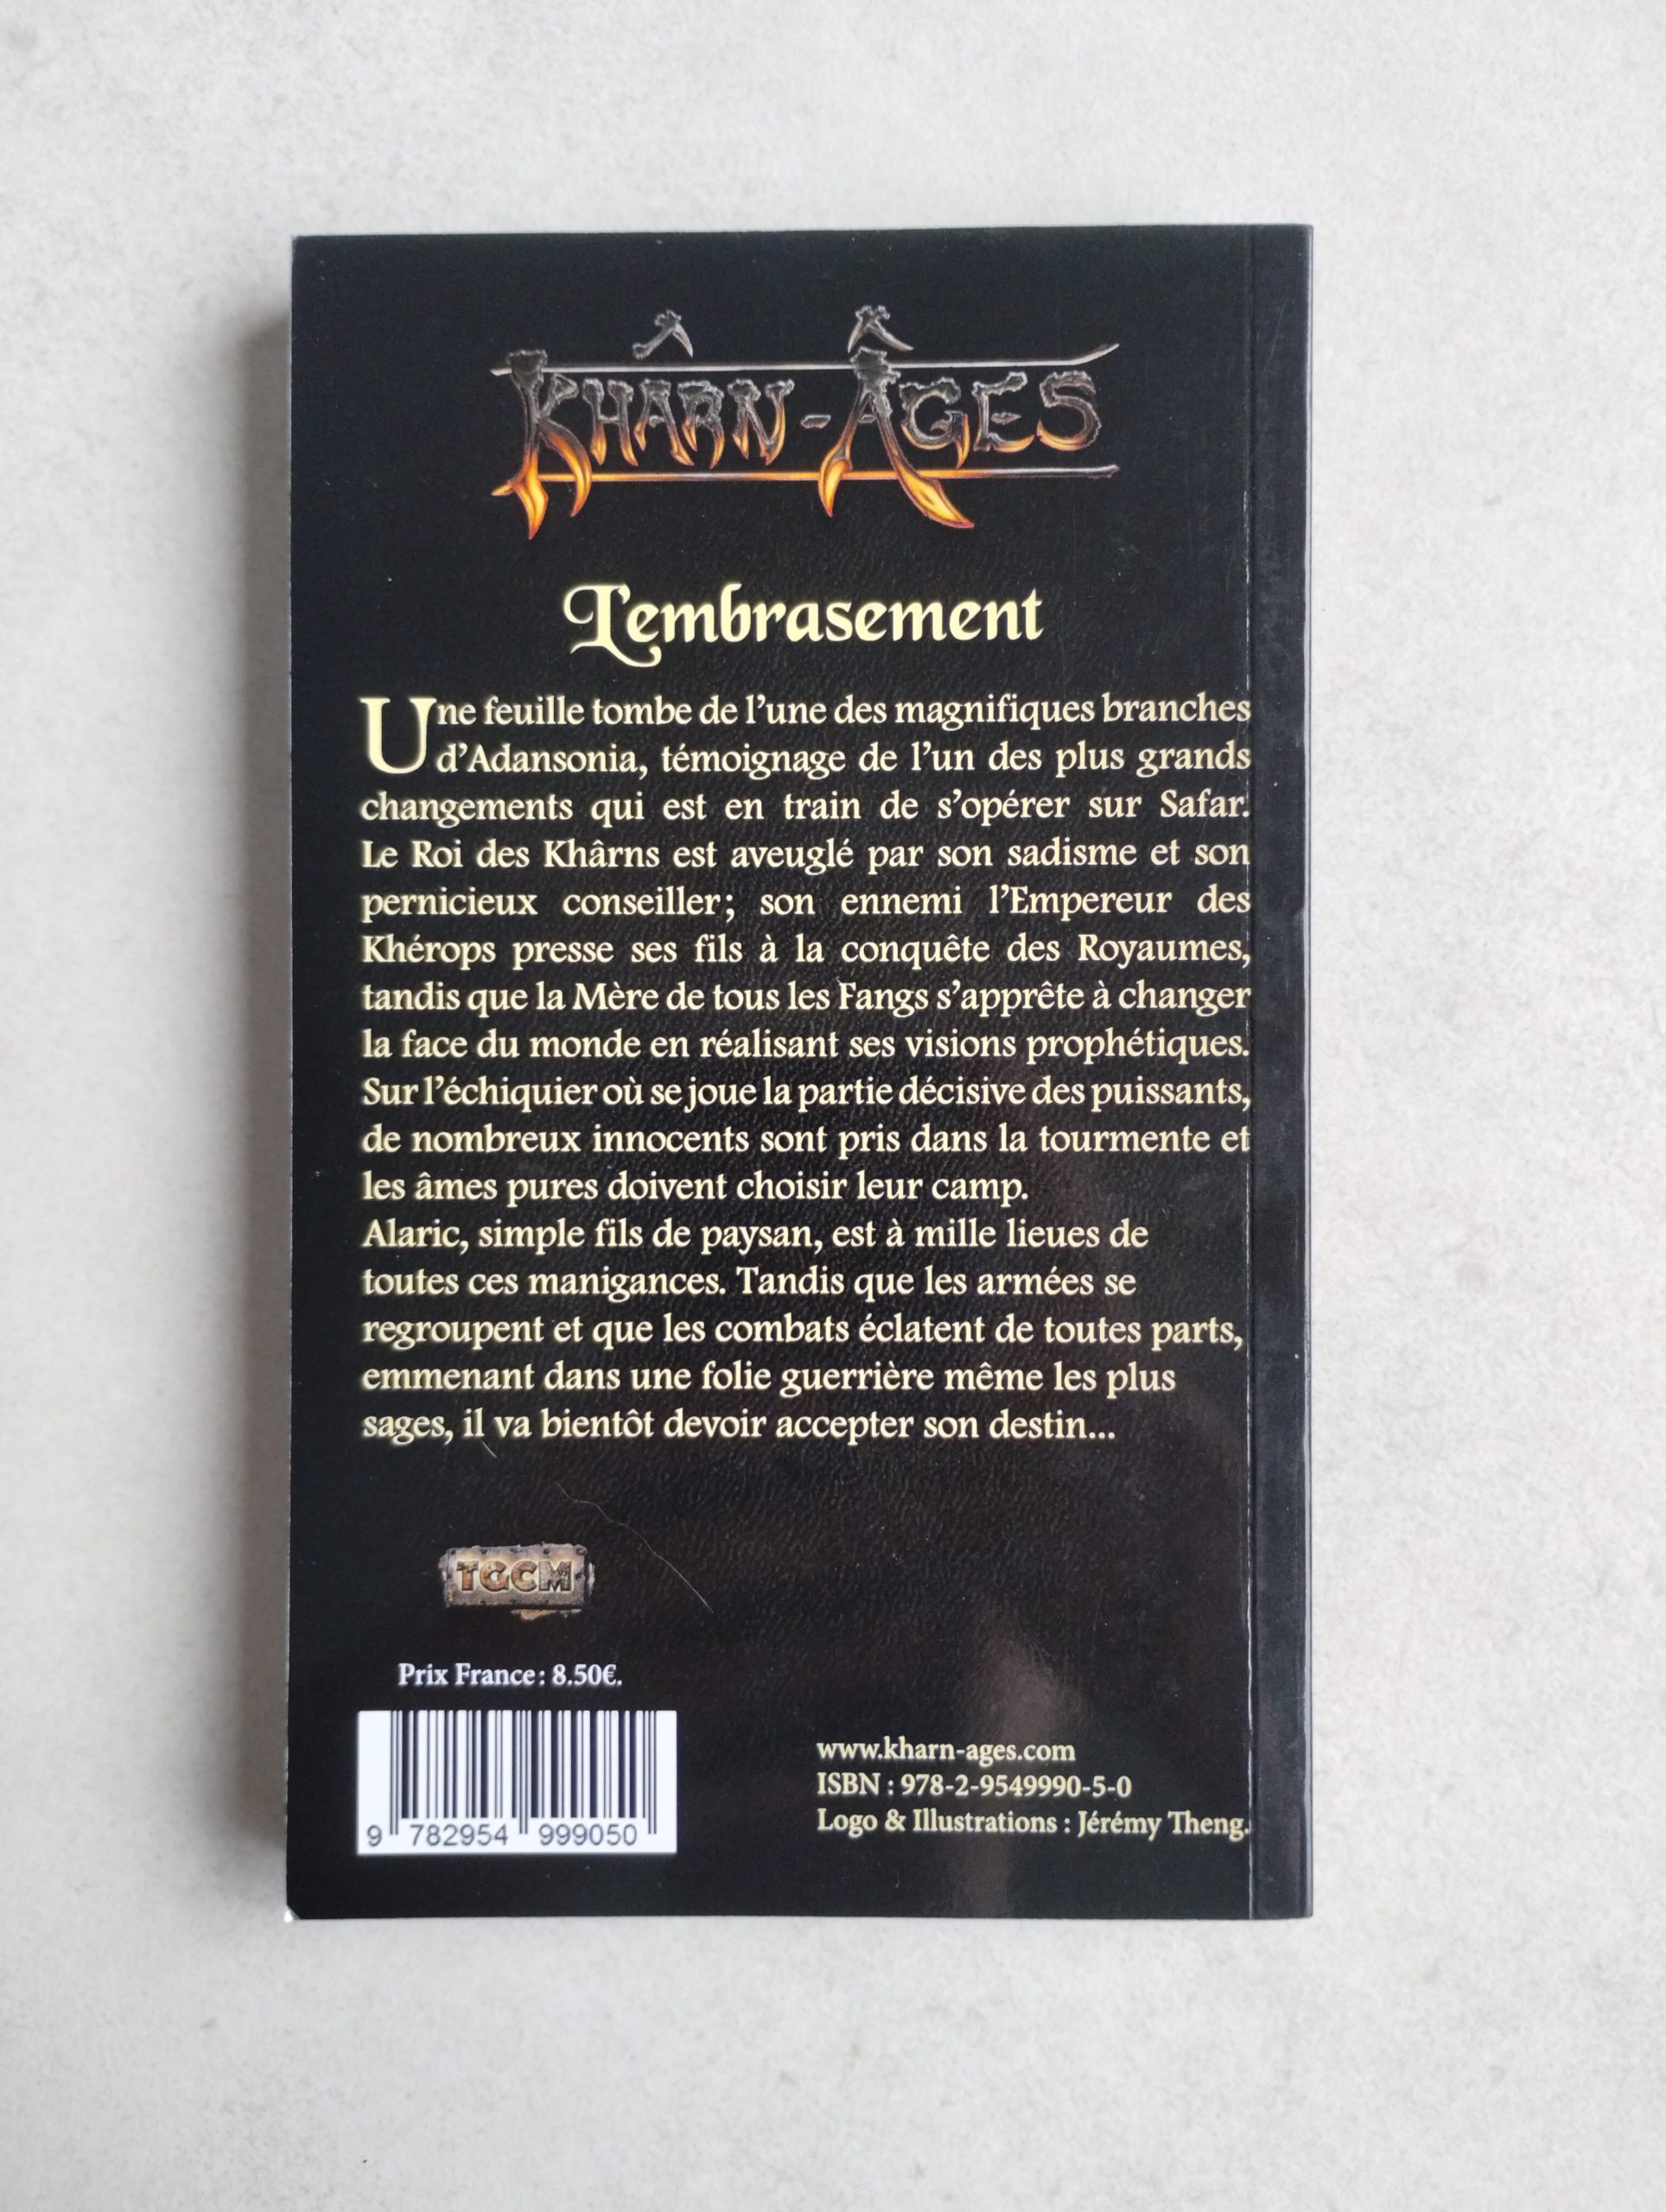 KHÂRN-ÂGES
L'embrasement
Une feuille tombe de l'une des magnifiques branches
d'Adansonia, témoignage de l'un des plus grands
changements qui est en train de s'opérer sur Safar.
Le Roi des Khârns est aveuglé par son sadisme et son
pernicieux conseiller; son ennemi l'Empereur des
Khérops presse ses fils à la conquête des Royaumes,
tandis que la Mère de tous les Fangs s'apprête à changer
la face du monde en réalisant ses visions prophétiques.
Sur l'échiquier où se joue la partie décisive des puissants,
de nombreux innocents sont pris dans la tourmente et
les âmes pures doivent choisir leur camp.
Alaric, simple fils de paysan, est à mille lieues de
toutes ces manigances. Tandis que les armées se
regroupent et que les combats éclatent de toutes parts,
emmenant dans une folie guerrière même les plus
sages, il va bientôt devoir accepter son destin...
TGCM
Prix France : 8.50€.
9 782954 999050
www.kharn-ages.com
ISBN : 978-2-9549990-5-0
Logo & Illustrations : Jérémy Theng.